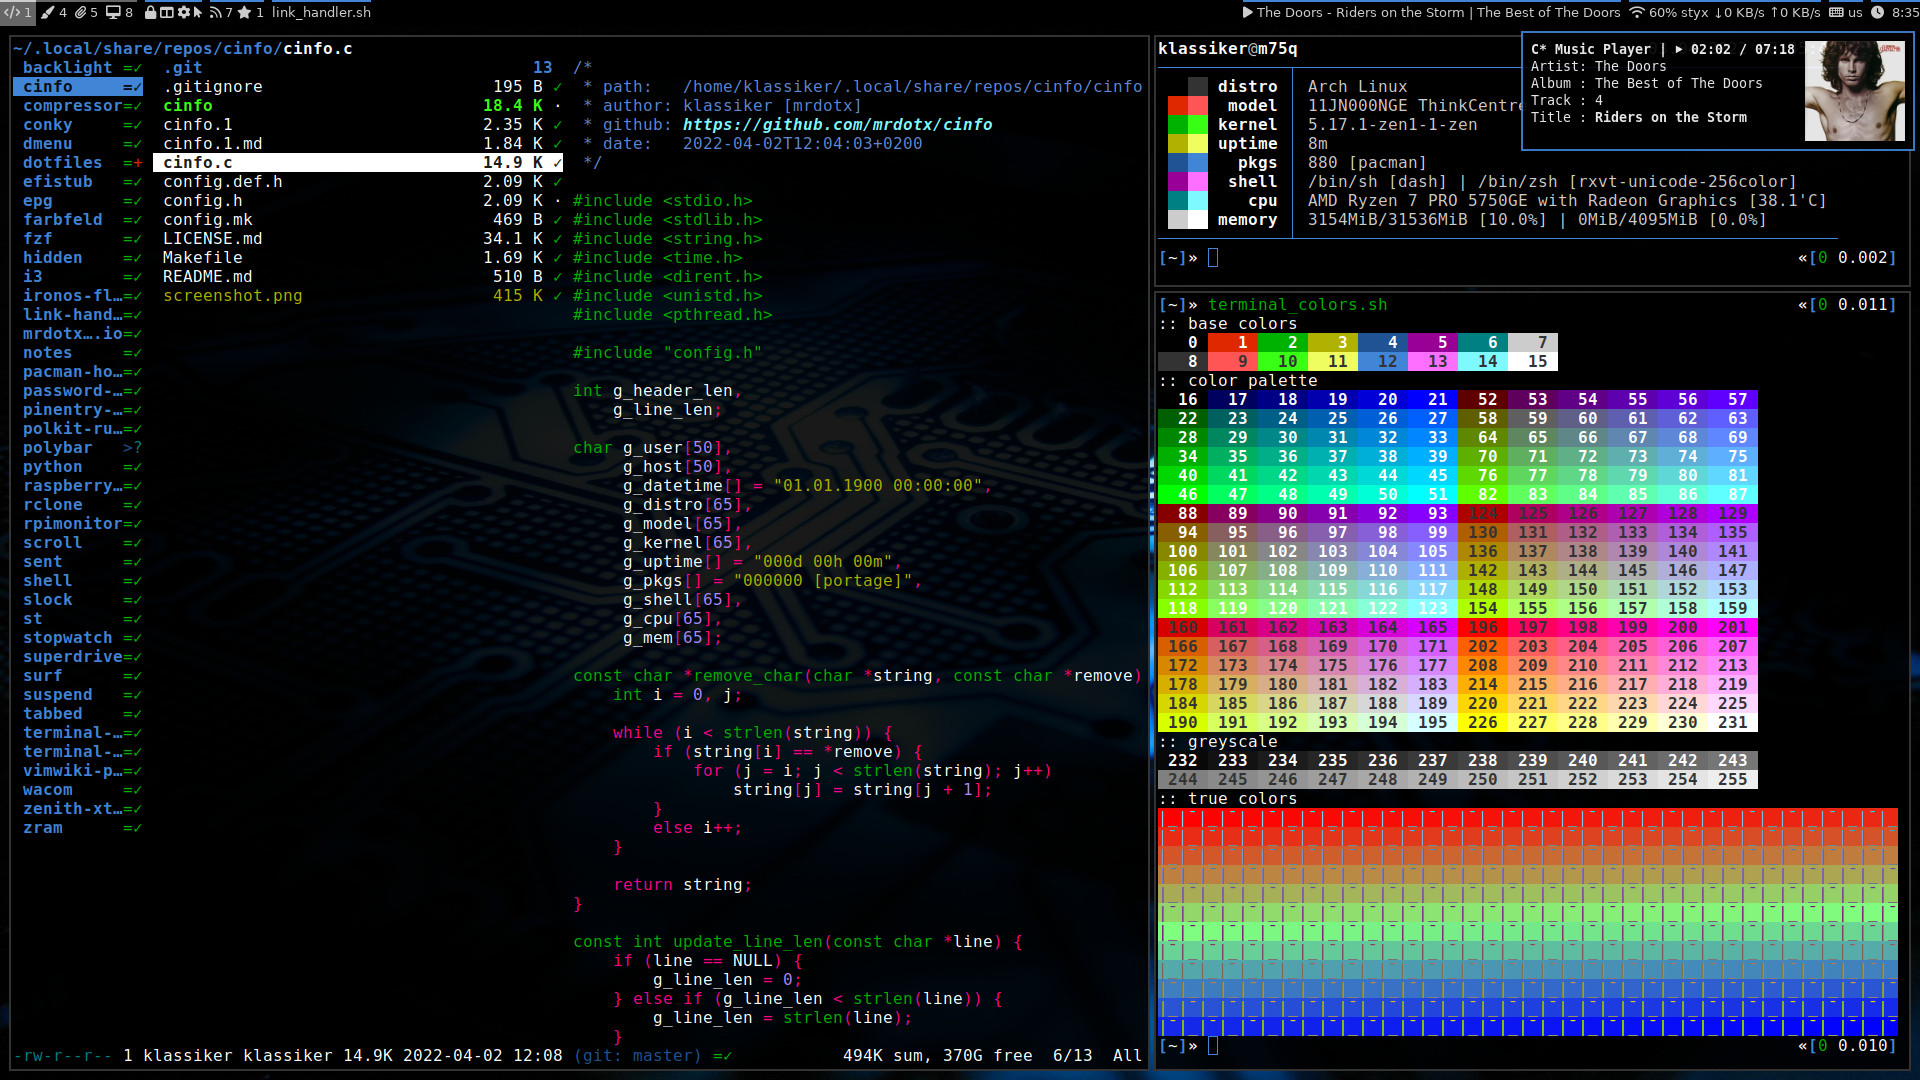 1 4 5 8 7 1 link_handler.sh
The Doors - Riders on the Storm | The Best of The Doors 60% styx ↓0 KB/s ↑0 KB/s us 8:35
~/.local/share/repos/cinfo/cinfo.c
backlight =✓
cinfo =✓
compressor=✓
conky =✓
dmenu =✓
dotfiles =+
efistub =✓
epg =✓
farbfeld =✓
fzf =✓
hidden =✓
i3 =✓
ironos-fl…=✓
link-hand…=✓
mrdotx….io=✓
notes =✓
pacman-ho…=✓
password-…=✓
pinentry-…=✓
polkit-ru…=✓
polybar >?
python =✓
raspberry…=✓
rclone =✓
rpimonitor=✓
scroll =✓
sent =✓
shell =✓
slock =✓
st =✓
stopwatch =✓
superdrive=✓
surf =✓
suspend =✓
tabbed =✓
terminal-…=✓
terminal-…=✓
vimwiki-p…=✓
wacom =✓
zenith-xt…=✓
zram =✓
.git 13
.gitignore 195 B ✓
cinfo 18.4 K ·
cinfo.1 2.35 K ✓
cinfo.1.md 1.84 K ✓
cinfo.c 14.9 K ✓
config.def.h 2.09 K ✓
config.h 2.09 K ·
config.mk 469 B ✓
LICENSE.md 34.1 K ✓
Makefile 1.69 K ✓
README.md 510 B ✓
screenshot.png 415 K ✓
/*
* path: /home/klassiker/.local/share/repos/cinfo/cinfo
* author: klassiker [mrdotx]
* github: https://github.com/mrdotx/cinfo
* date: 2022-04-02T12:04:03+0200
*/
#include <stdio.h>
#include <stdlib.h>
#include <string.h>
#include <time.h>
#include <dirent.h>
#include <unistd.h>
#include <pthread.h>
#include "config.h"
int g_header_len,
g_line_len;
char g_user[50],
g_host[50],
g_datetime[] = "01.01.1900 00:00:00",
g_distro[65],
g_model[65],
g_kernel[65],
g_uptime[] = "000d 00h 00m",
g_pkgs[] = "000000 [portage]",
g_shell[65],
g_cpu[65],
g_mem[65];
const char *remove_char(char *string, const char *remove)
int i = 0, j;
while (i < strlen(string)) {
if (string[i] == *remove) {
for (j = i; j < strlen(string); j++)
string[j] = string[j + 1];
}
else i++;
}
return string;
}
const int update_line_len(const char *line) {
if (line == NULL) {
g_line_len = 0;
} else if (g_line_len < strlen(line)) {
g_line_len = strlen(line);
}
-rw-r--r-- 1 klassiker klassiker 14.9K 2022-04-02 12:08 (git: master) =✓ 494K sum, 370G free 6/13 All
klassiker@m75q
distro Arch Linux
model 11JN000NGE ThinkCentre
kernel 5.17.1-zen1-1-zen
uptime 8m
pkgs 880 [pacman]
shell /bin/sh [dash] | /bin/zsh [rxvt-unicode-256color]
cpu AMD Ryzen 7 PRO 5750GE with Radeon Graphics [38.1'C]
memory 3154MiB/31536MiB [10.0%] | 0MiB/4095MiB [0.0%]
[~]» «[0 0.002]
C* Music Player | ▶ 02:02 / 07:18
Artist: The Doors
Album : The Best of The Doors
Track : 4
Title : Riders on the Storm
[~]» terminal_colors.sh «[0 0.011]
:: base colors
0 1 2 3 4 5 6 7
8 9 10 11 12 13 14 15
:: color palette
16 17 18 19 20 21 52 53 54 55 56 57
22 23 24 25 26 27 58 59 60 61 62 63
28 29 30 31 32 33 64 65 66 67 68 69
34 35 36 37 38 39 70 71 72 73 74 75
40 41 42 43 44 45 76 77 78 79 80 81
46 47 48 49 50 51 82 83 84 85 86 87
88 89 90 91 92 93 124 125 126 127 128 129
94 95 96 97 98 99 130 131 132 133 134 135
100 101 102 103 104 105 136 137 138 139 140 141
106 107 108 109 110 111 142 143 144 145 146 147
112 113 114 115 116 117 148 149 150 151 152 153
118 119 120 121 122 123 154 155 156 157 158 159
160 161 162 163 164 165 196 197 198 199 200 201
166 167 168 169 170 171 202 203 204 205 206 207
172 173 174 175 176 177 208 209 210 211 212 213
178 179 180 181 182 183 214 215 216 217 218 219
184 185 186 187 188 189 220 221 222 223 224 225
190 191 192 193 194 195 226 227 228 229 230 231
:: greyscale
232 233 234 235 236 237 238 239 240 241 242 243
244 245 246 247 248 249 250 251 252 253 254 255
:: true colors
[~]» «[0 0.010]